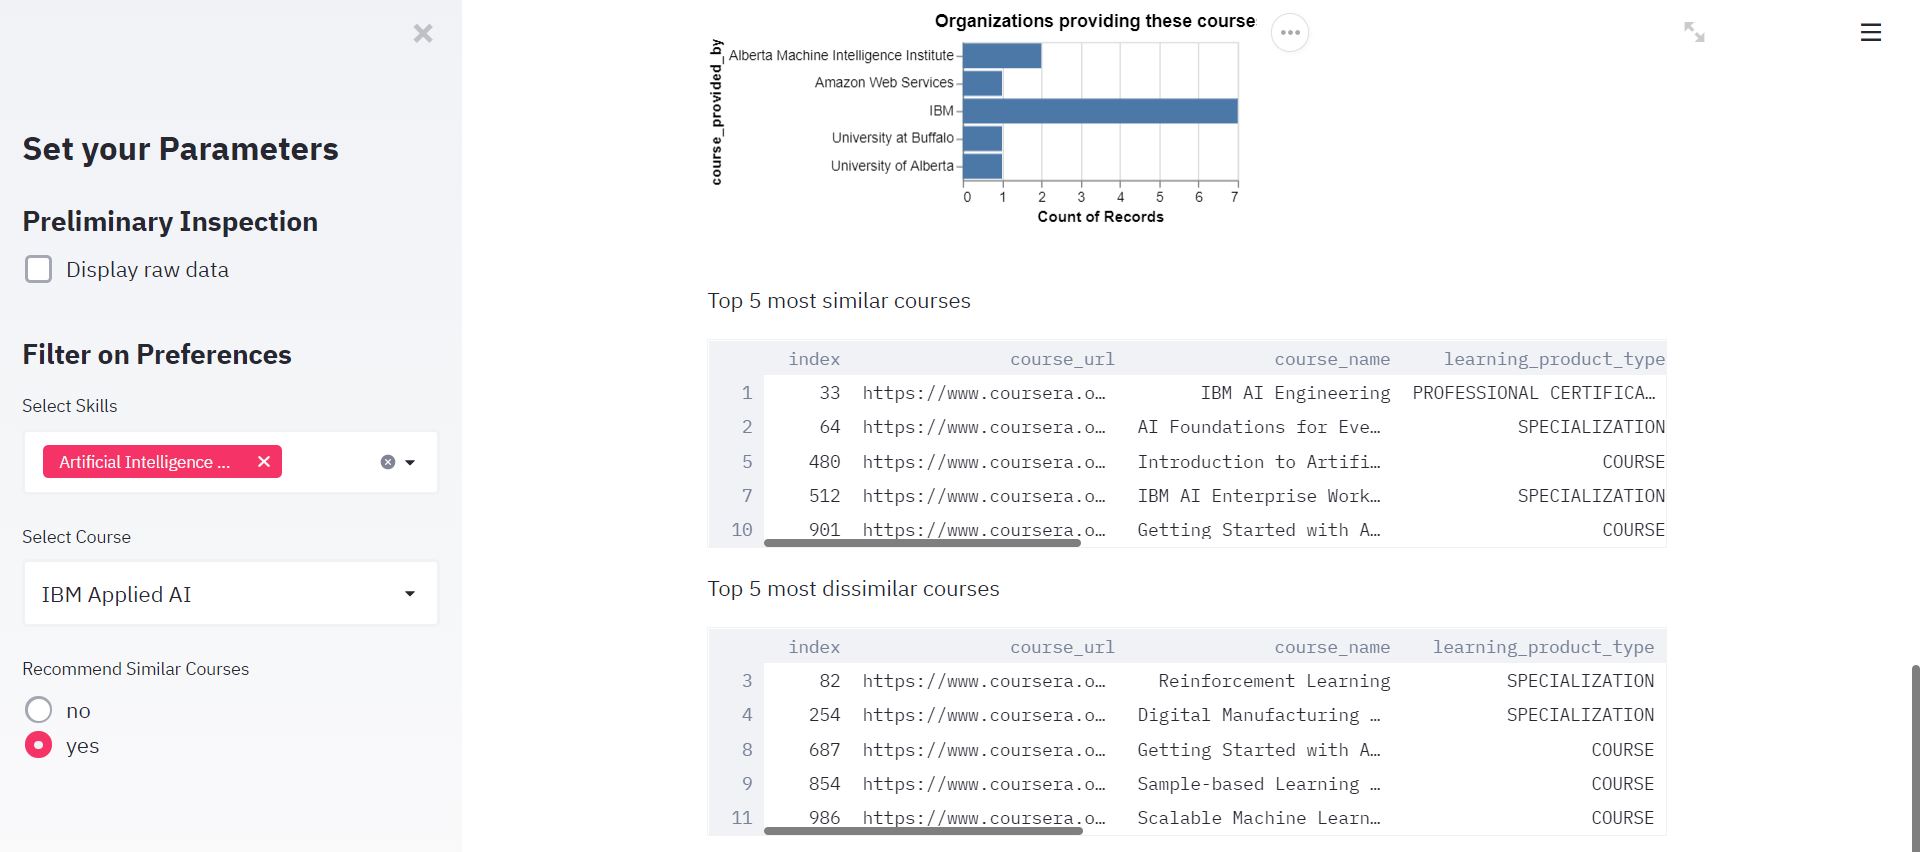 Set your Parameters
Preliminary Inspection
Display raw data
Filter on Preferences
Select Skills
Artificial Intelligence ...
Select Course
IBM Applied AI
Recommend Similar Courses
no
yes
Organizations providing these course
course_provided_by
Alberta Machine Intelligence Institute
Amazon Web Services
IBM
University at Buffalo
University of Alberta
0 1 2 3 4 5 6 7
Count of Records
Top 5 most similar courses
index course_url course_name learning_product_type
1 33 https://www.coursera.o… IBM AI Engineering PROFESSIONAL CERTIFICA…
2 64 https://www.coursera.o… AI Foundations for Eve… SPECIALIZATION
5 480 https://www.coursera.o… Introduction to Artifi… COURSE
7 512 https://www.coursera.o… IBM AI Enterprise Work… SPECIALIZATION
10 901 https://www.coursera.o… Getting Started with A… COURSE
Top 5 most dissimilar courses
index course_url course_name learning_product_type
3 82 https://www.coursera.o… Reinforcement Learning SPECIALIZATION
4 254 https://www.coursera.o… Digital Manufacturing … SPECIALIZATION
8 687 https://www.coursera.o… Getting Started with A… COURSE
9 854 https://www.coursera.o… Sample-based Learning … COURSE
11 986 https://www.coursera.o… Scalable Machine Learn… COURSE